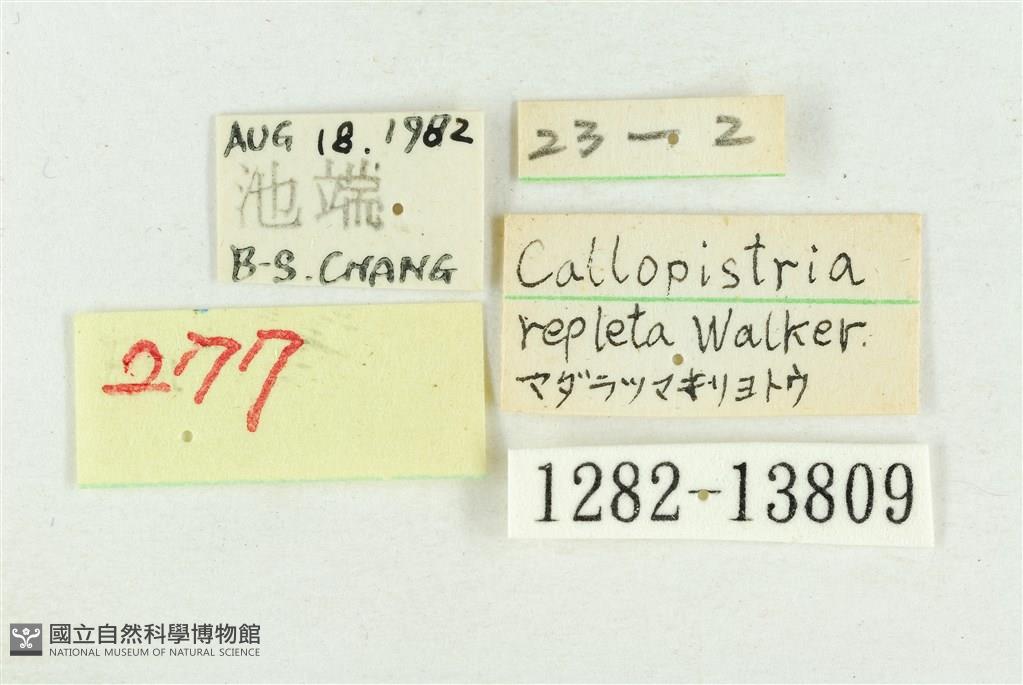 AUG 18. 1982
池端
B-S. CHANG
23-2
Callopistria
repleta Walker.
マダラツマキリヨトウ
277
1282-13809
國立自然科學博物館
NATIONAL MUSEUM OF NATURAL SCIENCE